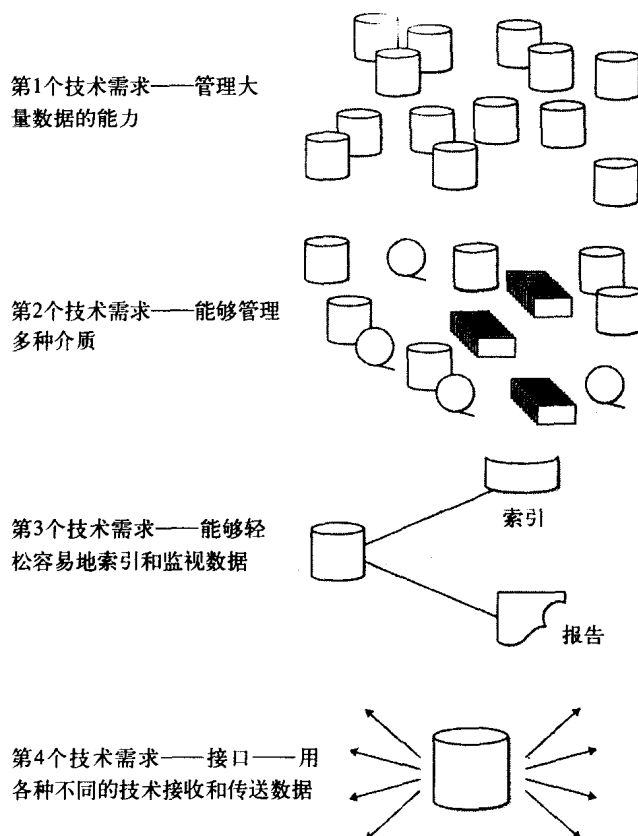 第1个技术需求——管理大
量数据的能力
第2个技术需求——能够管理
多种介质
第3个技术需求——能够轻
松容易地索引和监视数据
索引
报告
第4个技术需求——接口——用
各种不同的技术接收和传送数据